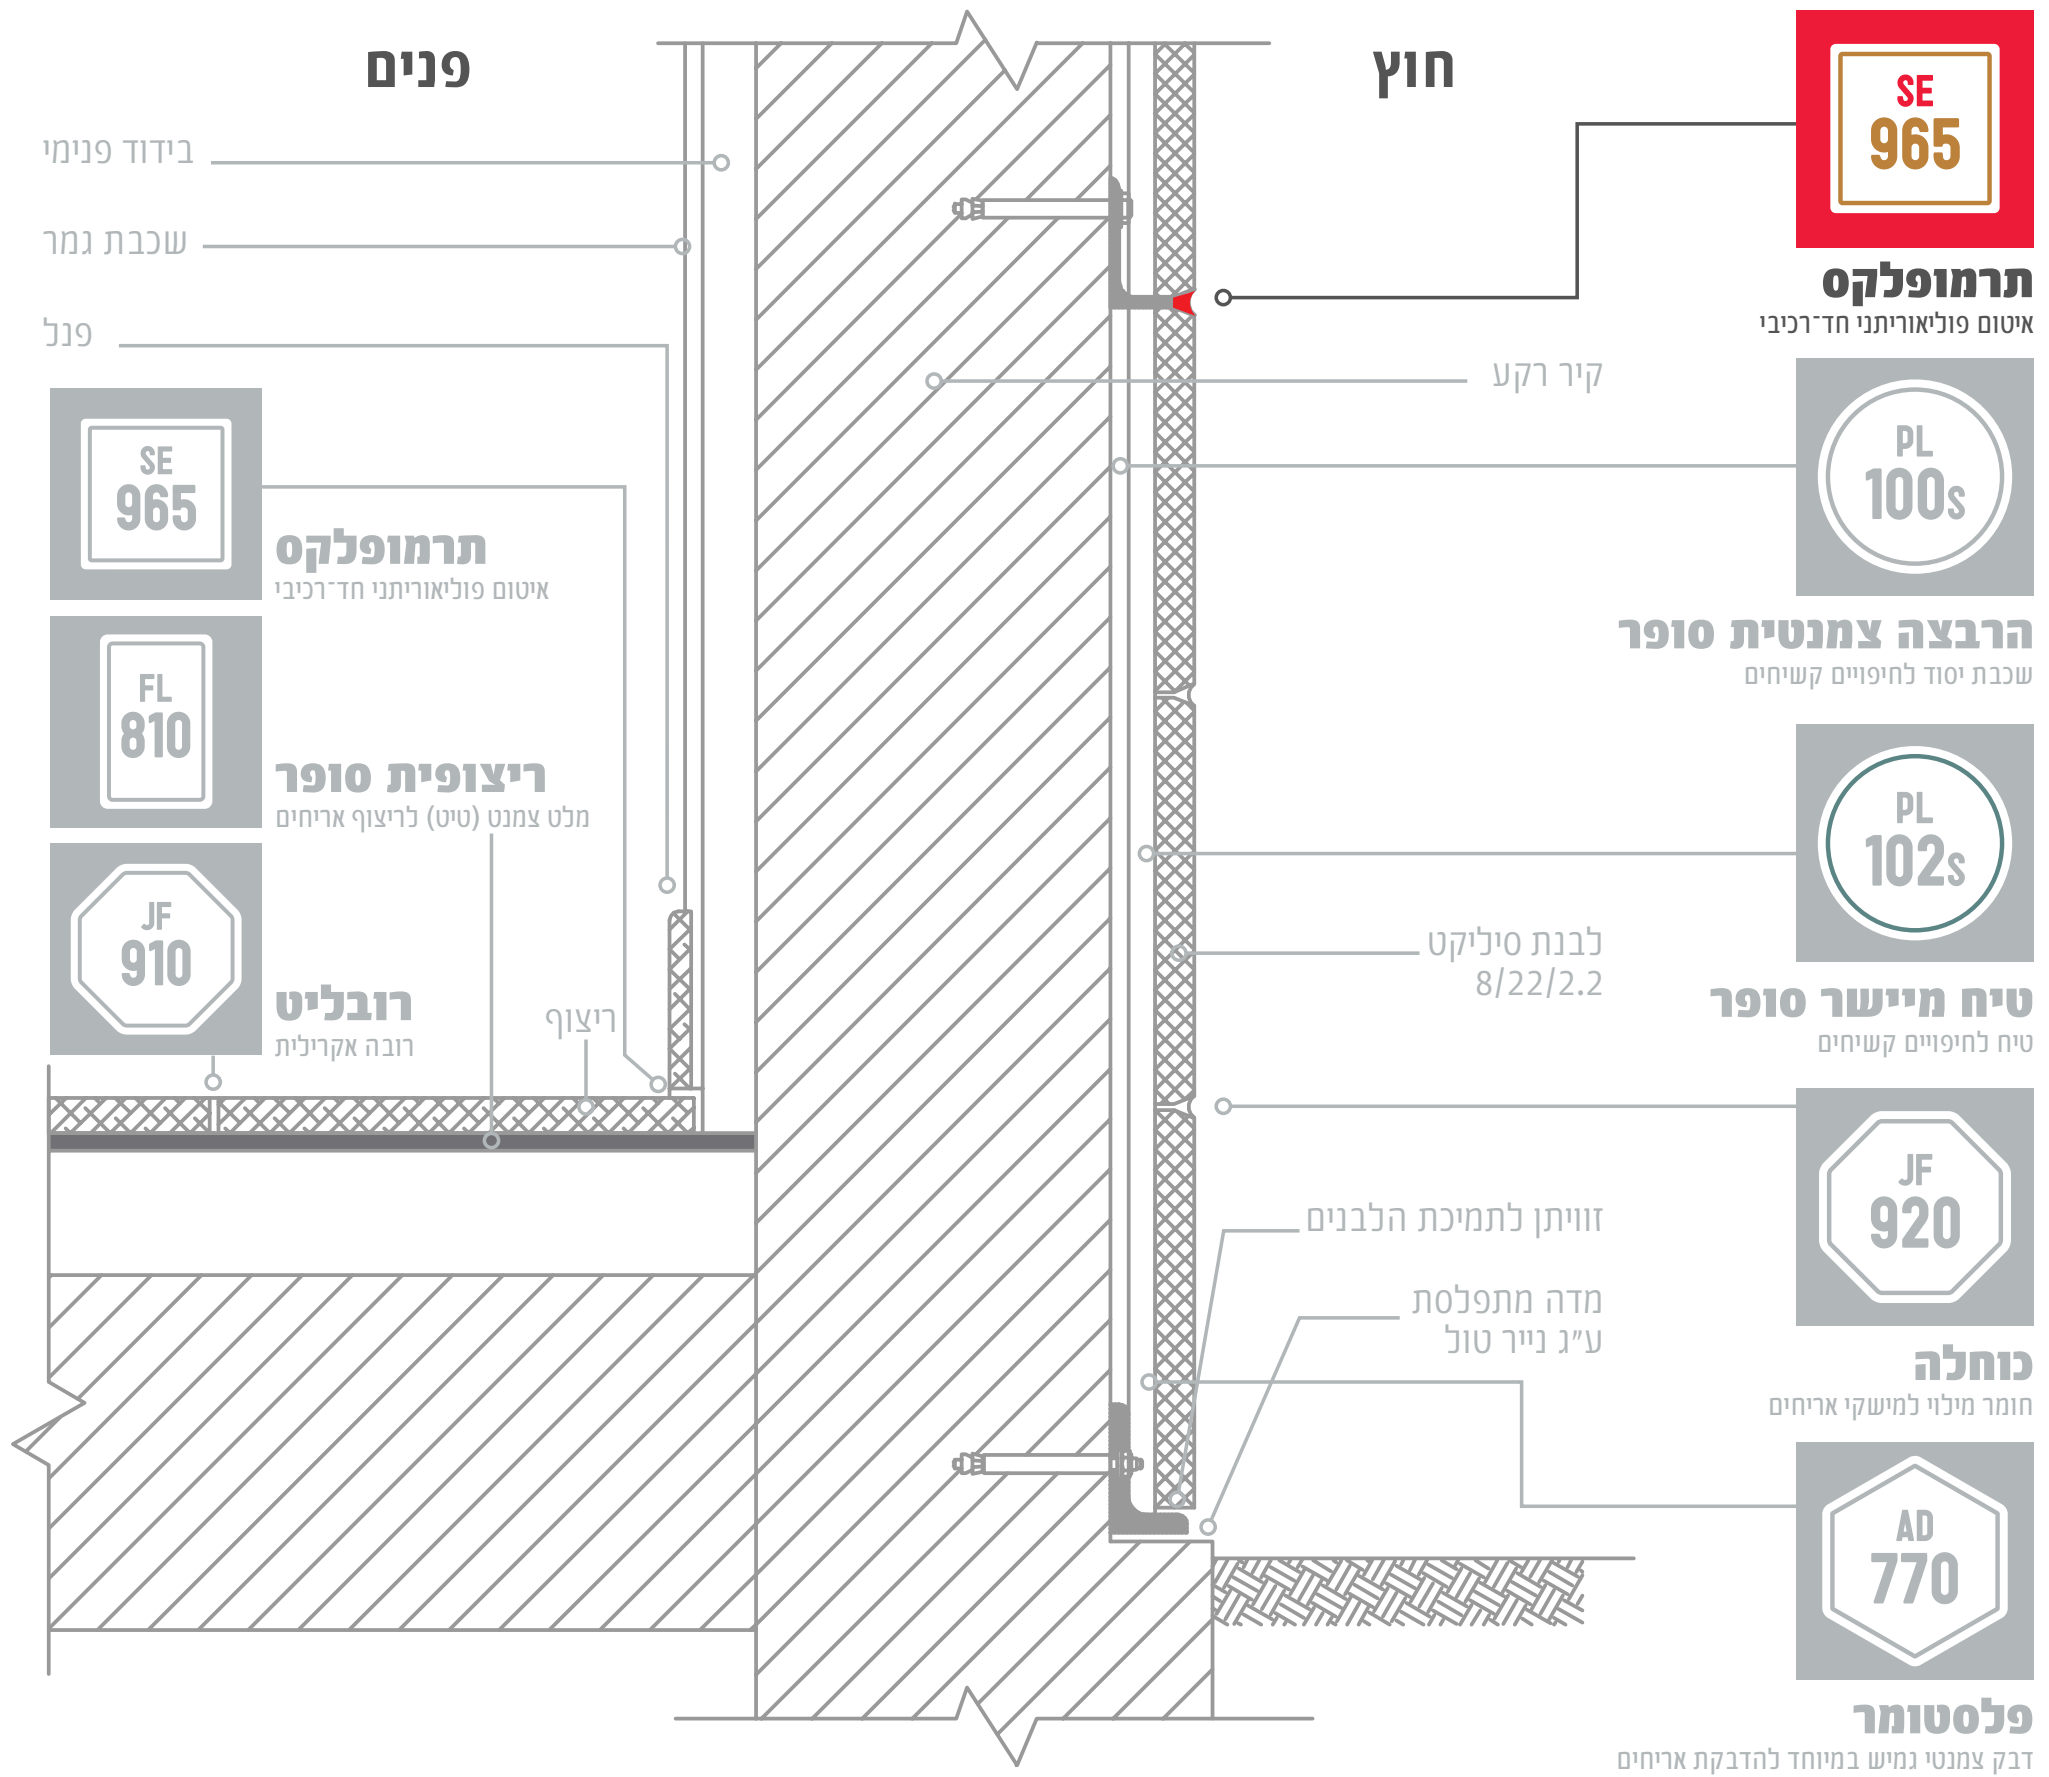 חוץ
פנים
SE
965
תרמופלקס
איטום פוליאוריתני חד־רכיבי
קיר רקע
PL
100s
הרבצה צמנטית סופר
שכבת יסוד לחיפויים קשיחים
PL
102s
טיח מיישר סופר
טיח לחיפויים קשיחים
לבנת סיליקט
8/22/2.2
JF
920
כוחלה
חומר מילוי למישקי אריחים
זוויתן לתמיכת הלבנים
מדה מתפלסת
ע״ג נייר טול
AD
770
פלסטומר
דבק צמנטי גמיש במיוחד להדבקת אריחים
בידוד פנימי
שכבת גמר
פנל
SE
965
תרמופלקס
איטום פוליאוריתני חד־רכיבי
FL
810
ריצופית סופר
מלט צמנט (טיט) לריצוף אריחים
JF
910
רובליט
רובה אקרילית
ריצוף